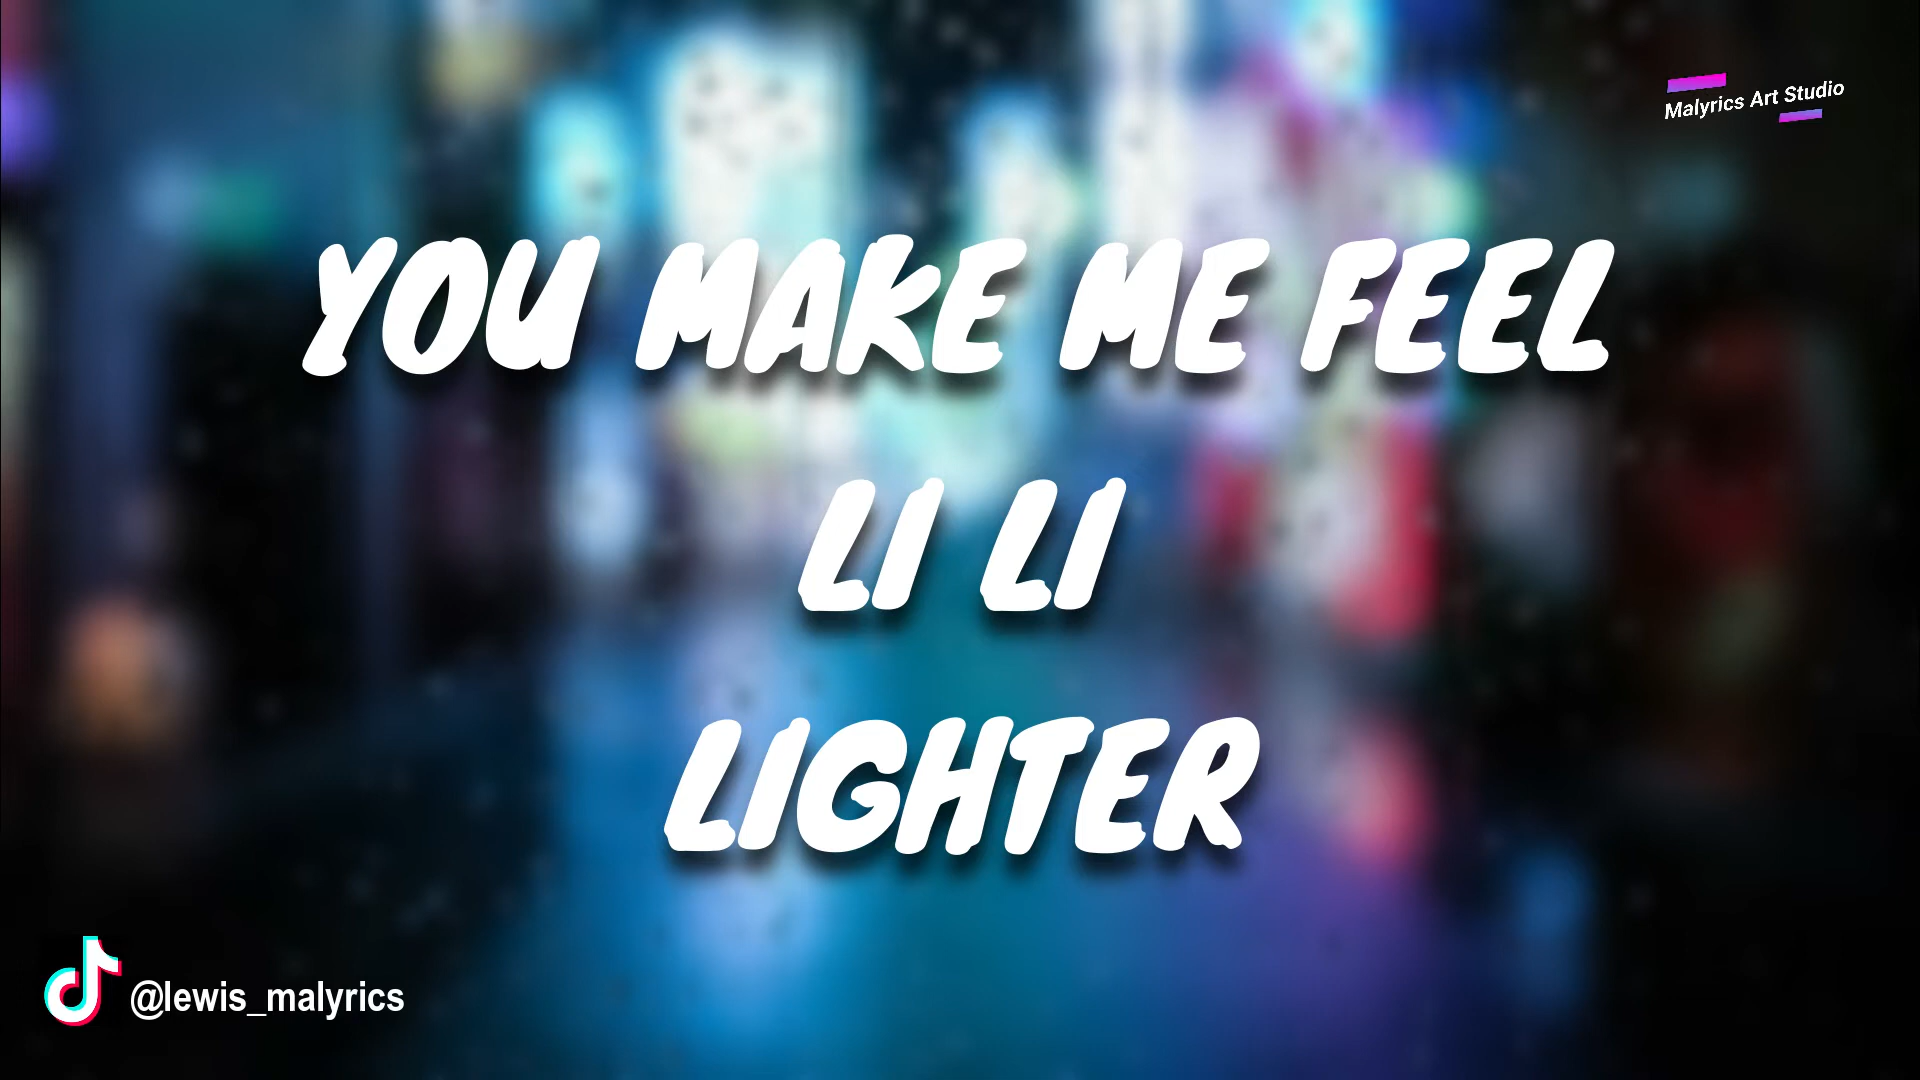 Malyrics Art Studio
YOU MAKE ME FEEL
LI LI
LIGHTER
@lewis_malyrics